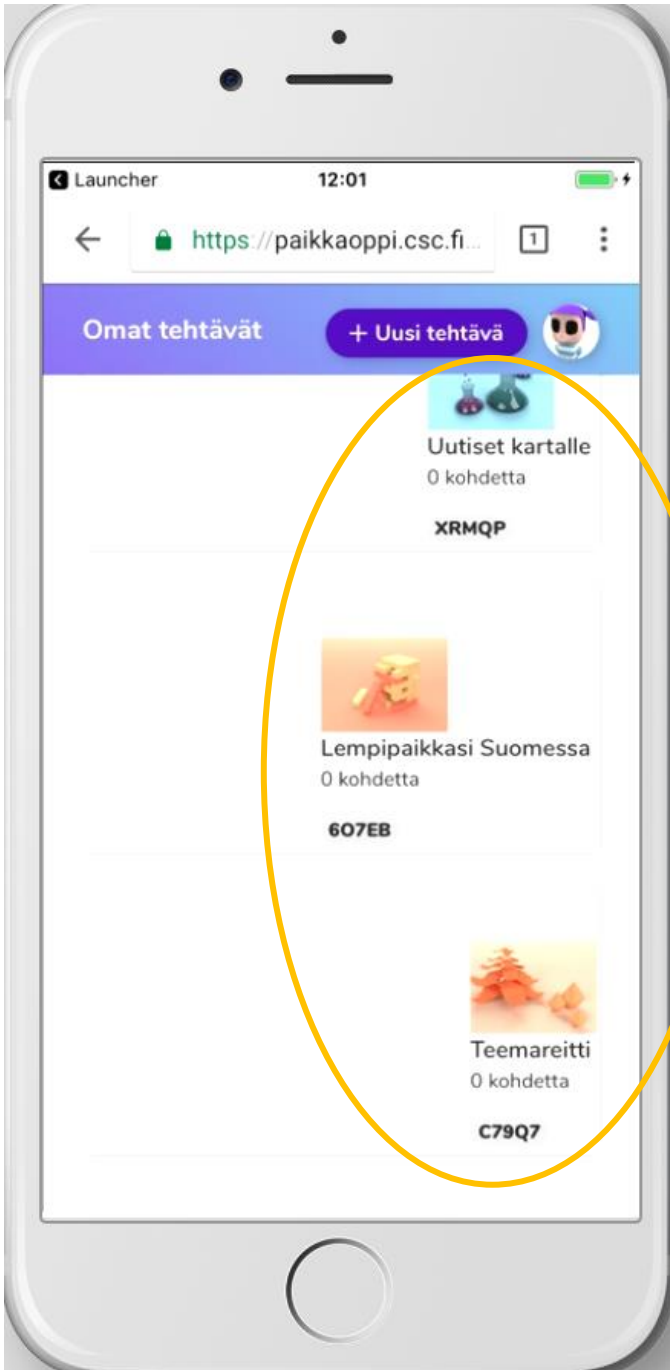 Launcher 12:01
https://paikkaoppi.csc.fi... 1
Omat tehtävät + Uusi tehtävä
Uutiset kartalle
0 kohdetta
XRMQP
Lempipaikkasi Suomessa
0 kohdetta
6O7EB
Teemareitti
0 kohdetta
C79Q7